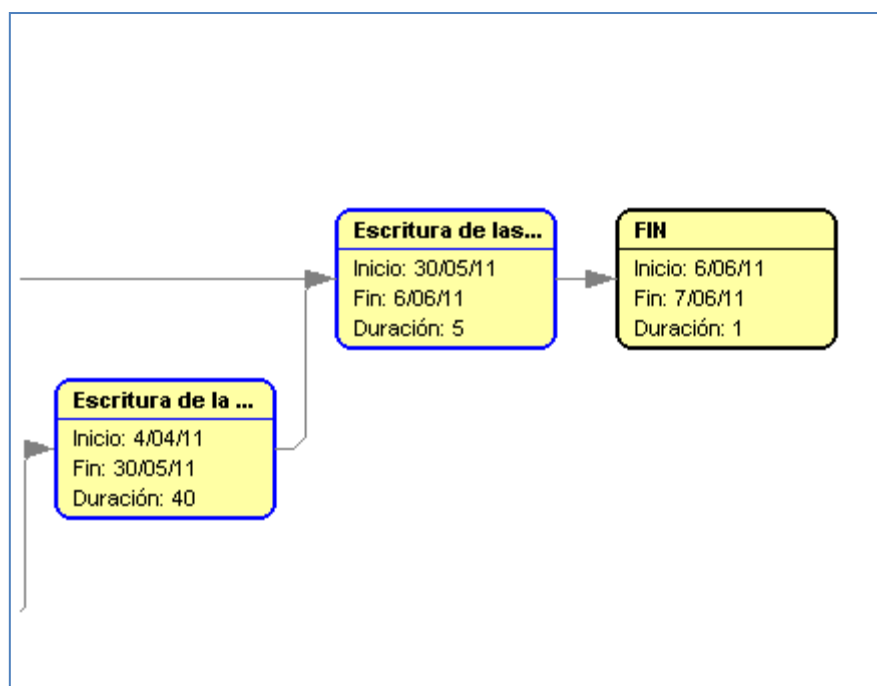 Escritura de las...
Inicio: 30/05/11
Fin: 6/06/11
Duración: 5
FIN
Inicio: 6/06/11
Fin: 7/06/11
Duración: 1
Escritura de la ...
Inicio: 4/04/11
Fin: 30/05/11
Duración: 40